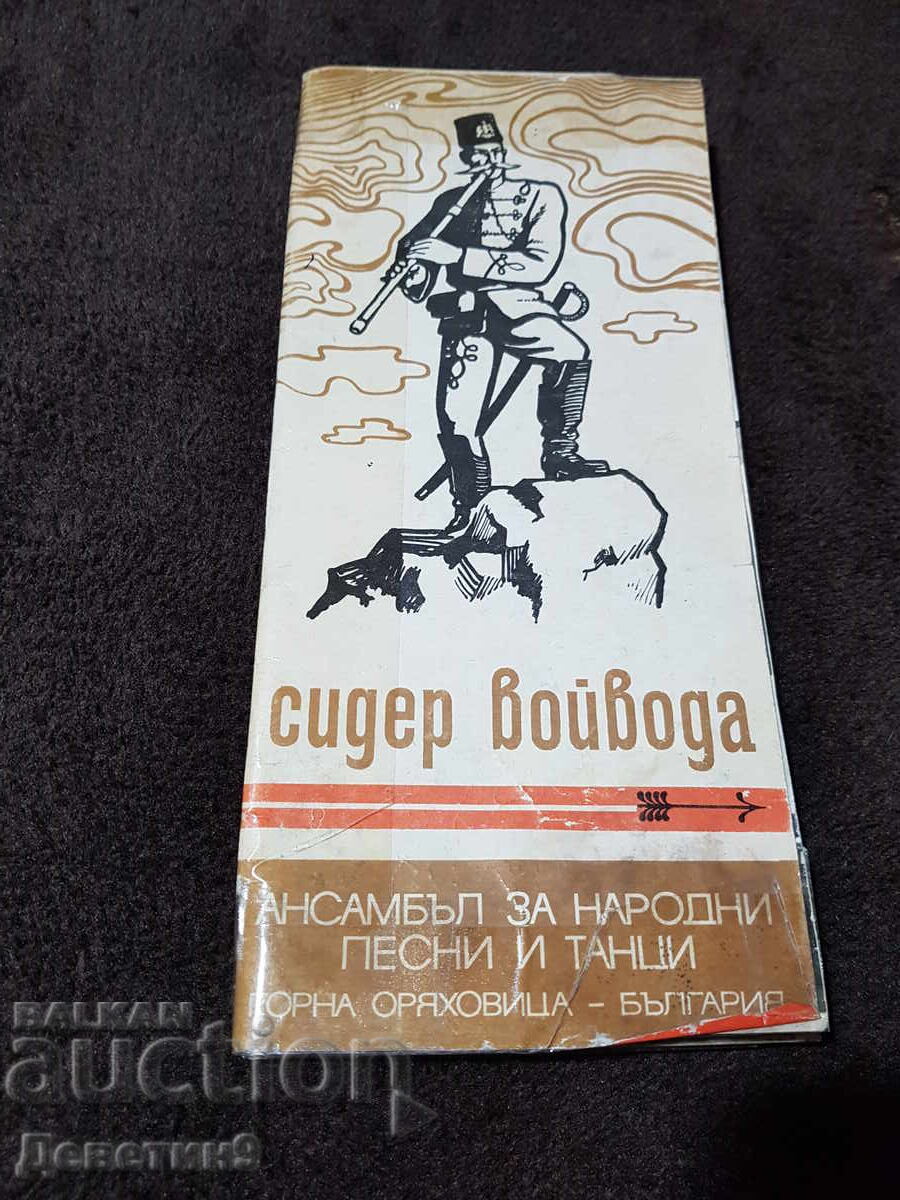 сидер войвода
АНСАМБЪЛ ЗА НАРОДНИ
ПЕСНИ И ТАНЦИ
ГОРНА ОРЯХОВИЦА – БЪЛГАРИЯ
BALKAN
auction
Деветин9